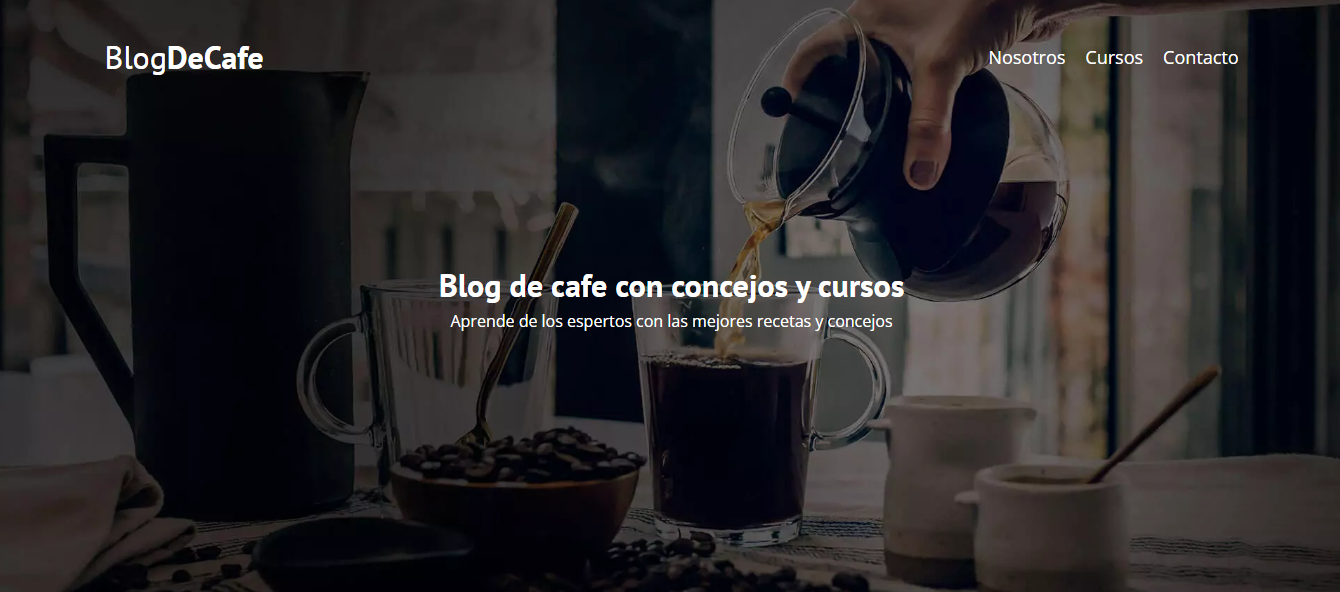 BlogDeCafe
Nosotros Cursos Contacto
Blog de cafe con concejos y cursos
Aprende de los espertos con las mejores recetas y concejos